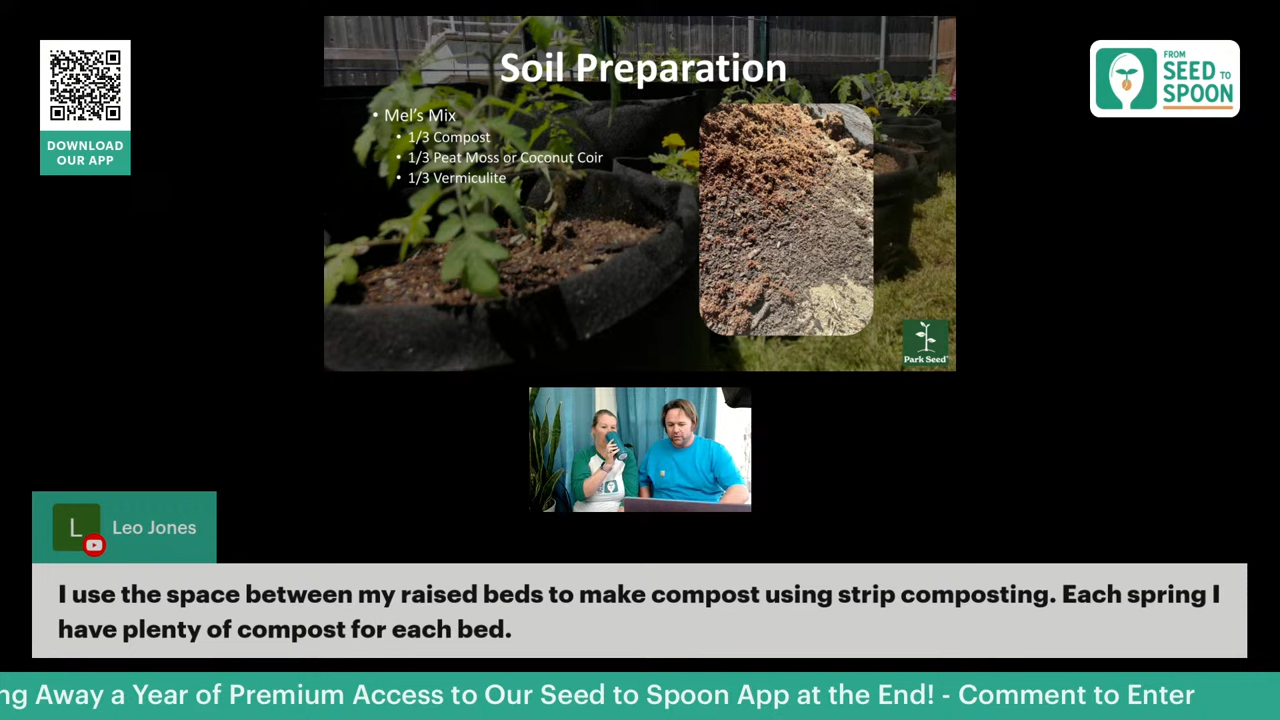 DOWNLOAD
OUR APP
Soil Preparation
• Mel's Mix
• 1/3 Compost
• 1/3 Peat Moss or Coconut Coir
• 1/3 Vermiculite
Park Seed
FROM
SEED TO
SPOON
L
Leo Jones
I use the space between my raised beds to make compost using strip composting. Each spring I
have plenty of compost for each bed.
ng Away a Year of Premium Access to Our Seed to Spoon App at the End! - Comment to Enter